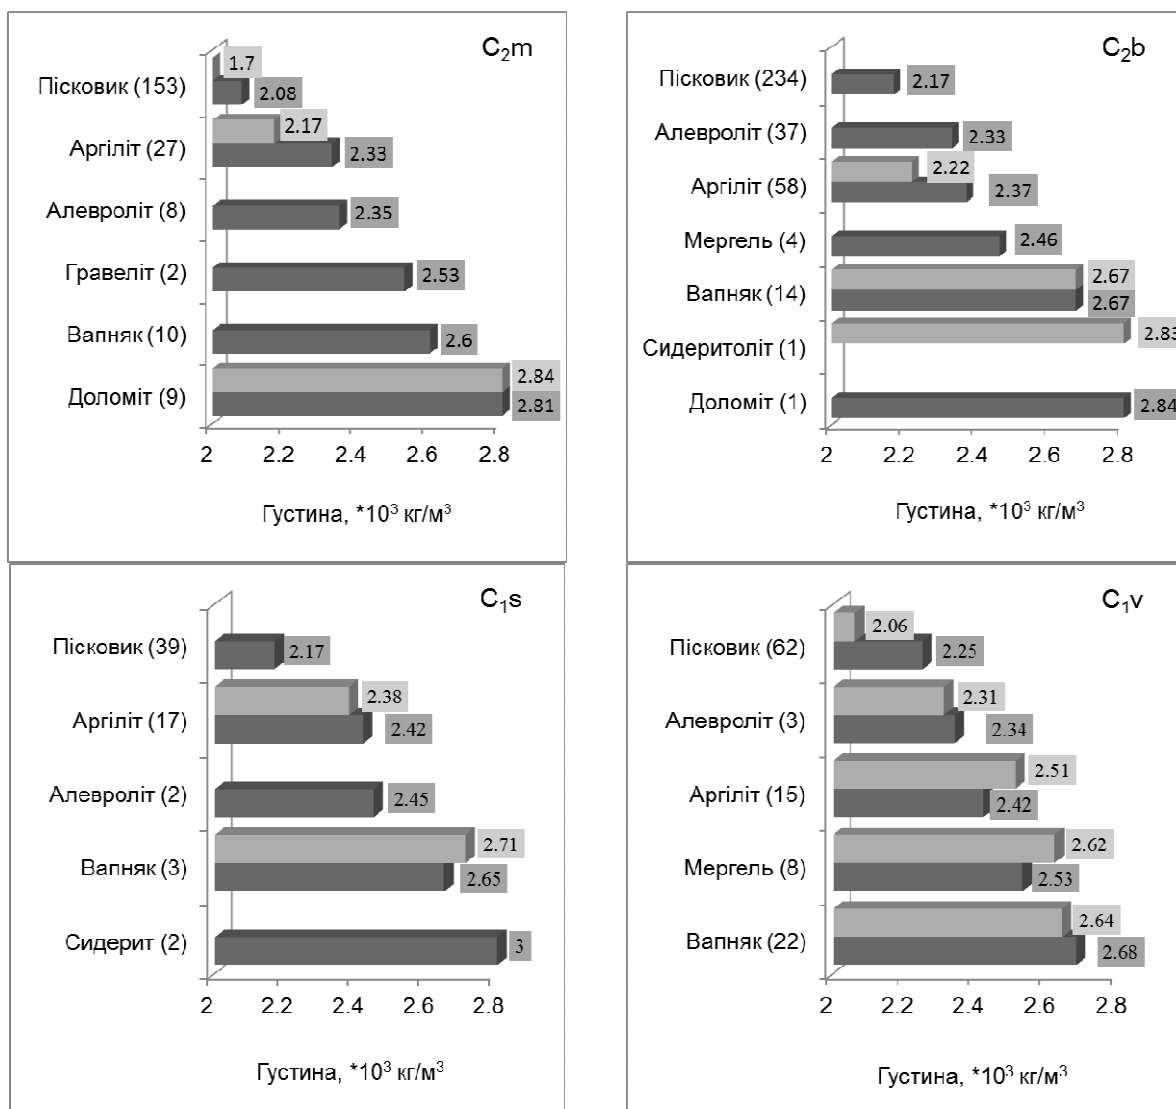 C₂m
1.7
Пісковик (153)
2.08
2.17
Аргіліт (27)
2.33
Алевроліт (8)
2.35
Гравеліт (2)
2.53
Вапняк (10)
2.6
2.84
Доломіт (9)
2.81
2 2.2 2.4 2.6 2.8
Густина, *10³ кг/м³
C₂b
Пісковик (234)
2.17
Алевроліт (37)
2.33
2.22
Аргіліт (58)
2.37
Мергель (4)
2.46
2.67
Вапняк (14)
2.67
2.83
Сидеритоліт (1)
Доломіт (1)
2.84
2 2.2 2.4 2.6 2.8
Густина, *10³ кг/м³
C₁s
Пісковик (39)
2.17
2.38
Аргіліт (17)
2.42
Алевроліт (2)
2.45
2.71
Вапняк (3)
2.65
Сидерит (2)
3
2 2.2 2.4 2.6 2.8
Густина, *10³ кг/м³
C₁v
2.06
Пісковик (62)
2.25
2.31
Алевроліт (3)
2.34
2.51
Аргіліт (15)
2.42
2.62
Мергель (8)
2.53
2.64
Вапняк (22)
2.68
2 2.2 2.4 2.6 2.8
Густина, *10³ кг/м³